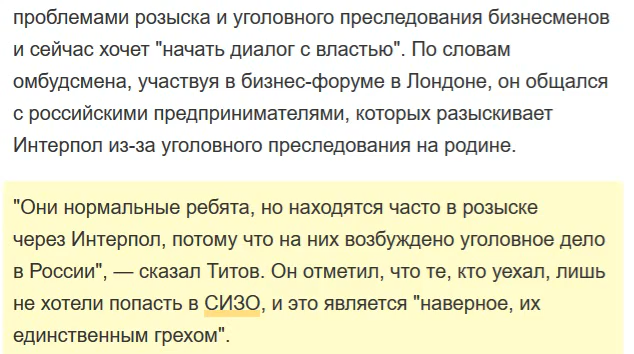 проблемами розыска и уголовного преследования бизнесменов
и сейчас хочет "начать диалог с властью". По словам
омбудсмена, участвуя в бизнес-форуме в Лондоне, он общался
с российскими предпринимателями, которых разыскивает
Интерпол из-за уголовного преследования на родине.
"Они нормальные ребята, но находятся часто в розыске
через Интерпол, потому что на них возбуждено уголовное дело
в России", — сказал Титов. Он отметил, что те, кто уехал, лишь
не хотели попасть в СИЗО, и это является "наверное, их
единственным грехом".